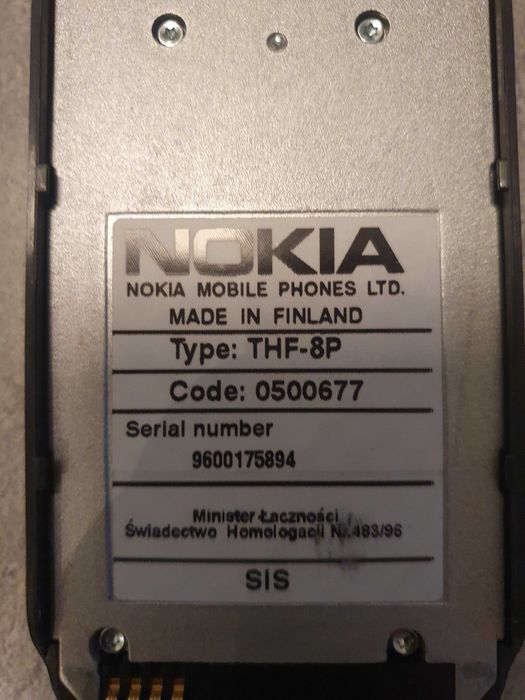 NOKIA
NOKIA MOBILE PHONES LTD.
MADE IN FINLAND
Type: THF-8P
Code: 0500677
Serial number
9600175894
Minister Łaczności
Świadectwo Homologacji Nr.483/96
SIS